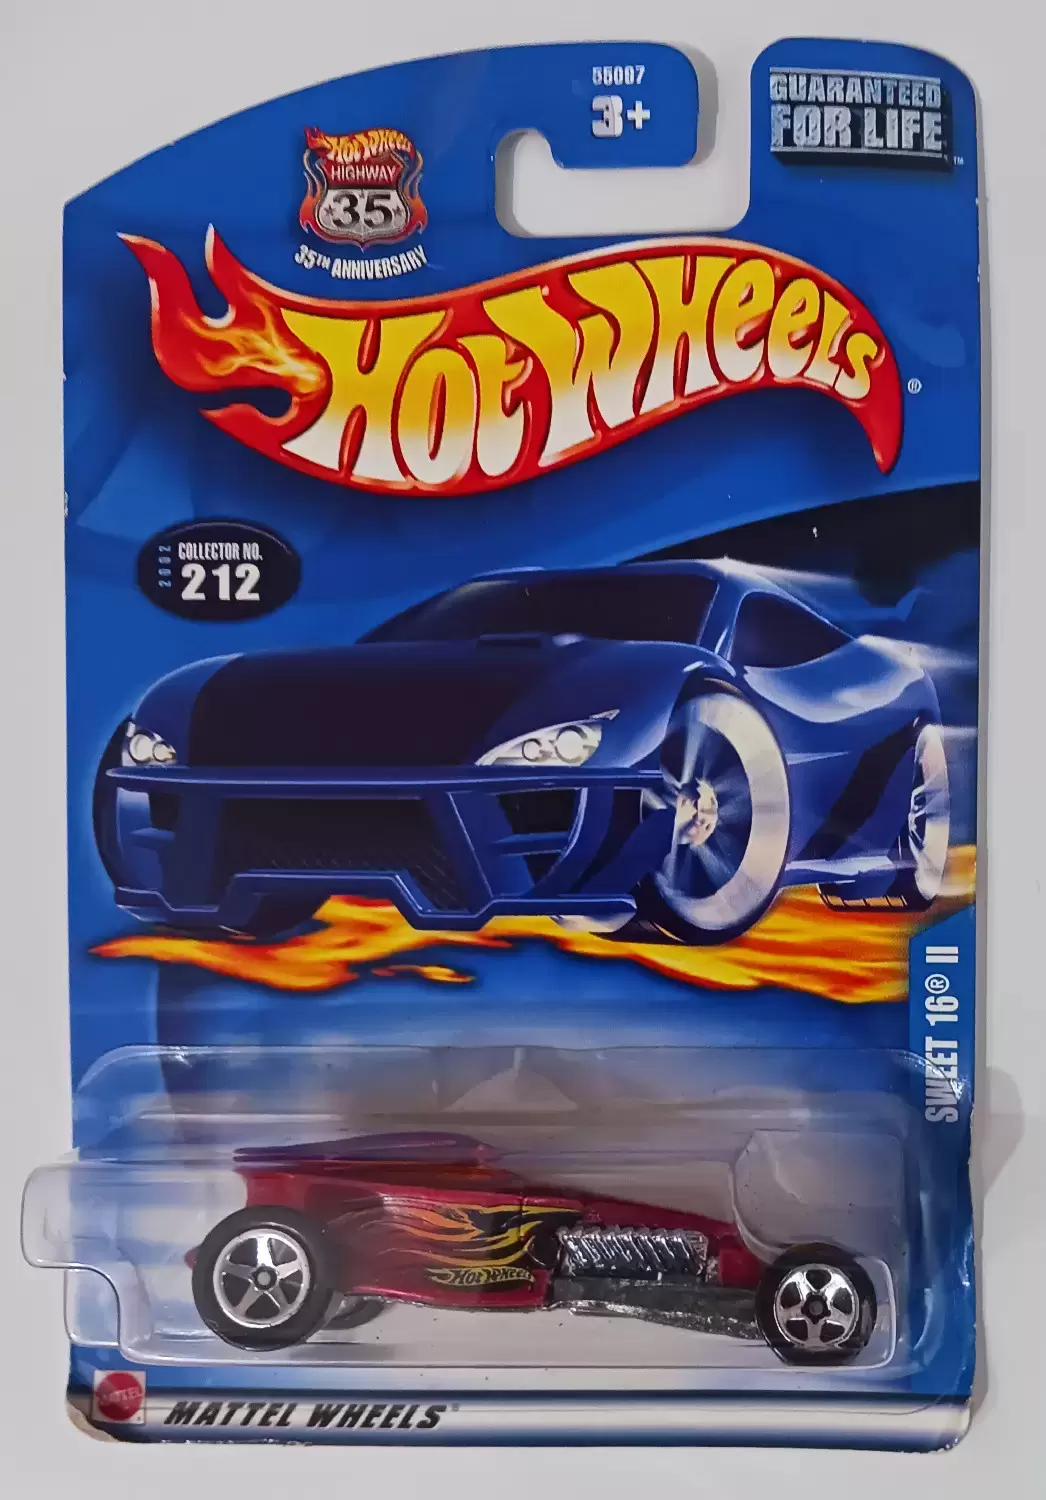 55007
3+
GUARANTEED
FOR LIFE™
HOT WHEELS
HIGHWAY
35
35TH ANNIVERSARY
HOT WHEELS®
2002
COLLECTOR NO.
212
SWEET 16® II
HOT WHEELS
MATTEL
MATTEL WHEELS